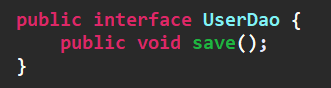 public interface UserDao {
    public void save();
}